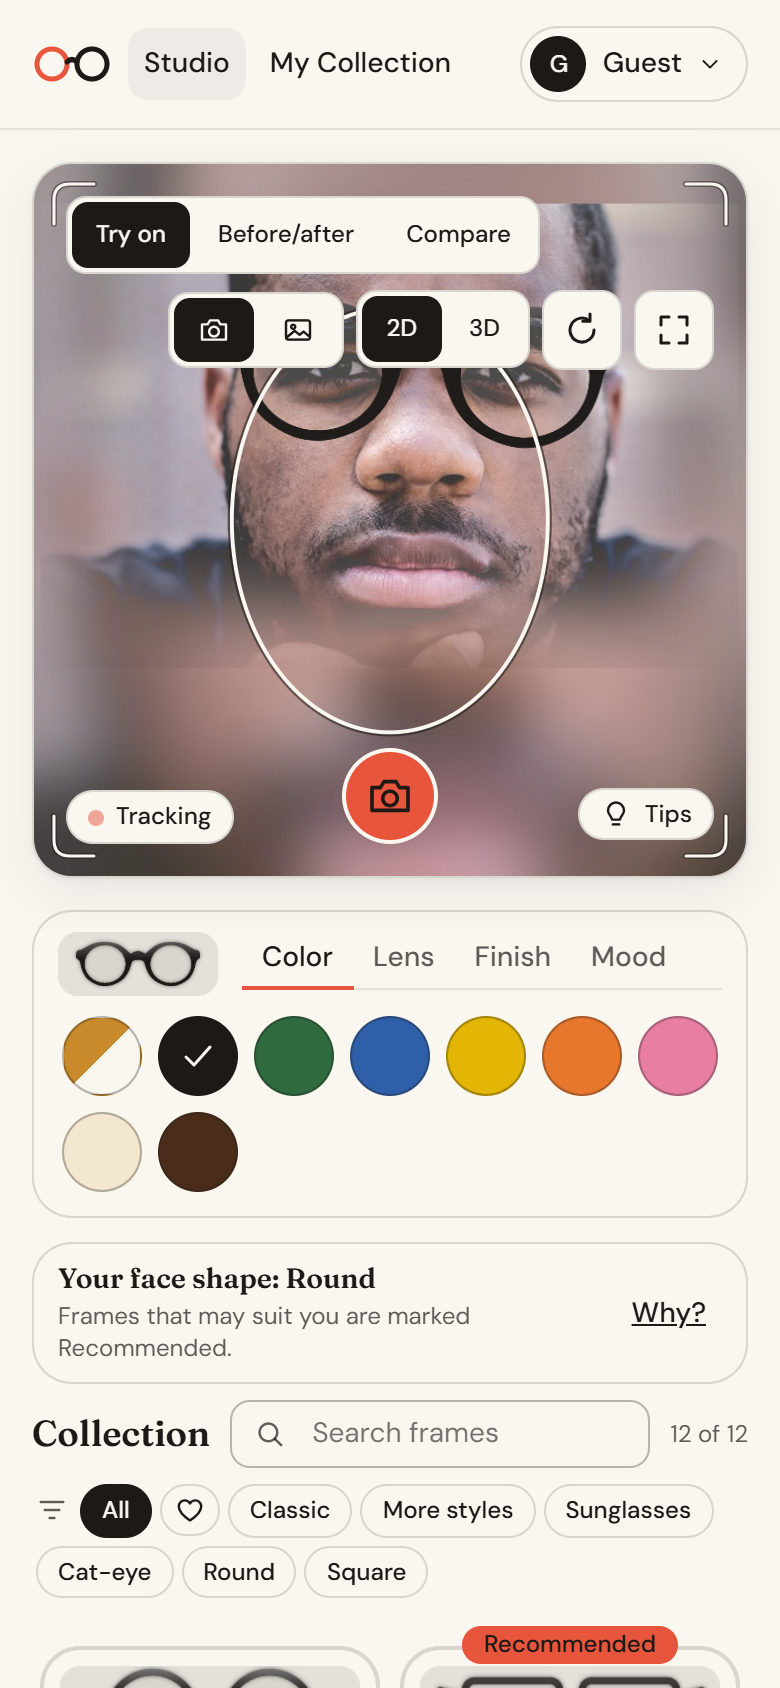 Studio
My Collection
G
Guest
Try on
Before/after
Compare
2D
3D
Tracking
Tips
Color
Lens
Finish
Mood
Your face shape: Round
Frames that may suit you are marked
Recommended.
Why?
Collection
Search frames
12 of 12
All
Classic
More styles
Sunglasses
Cat-eye
Round
Square
Recommended